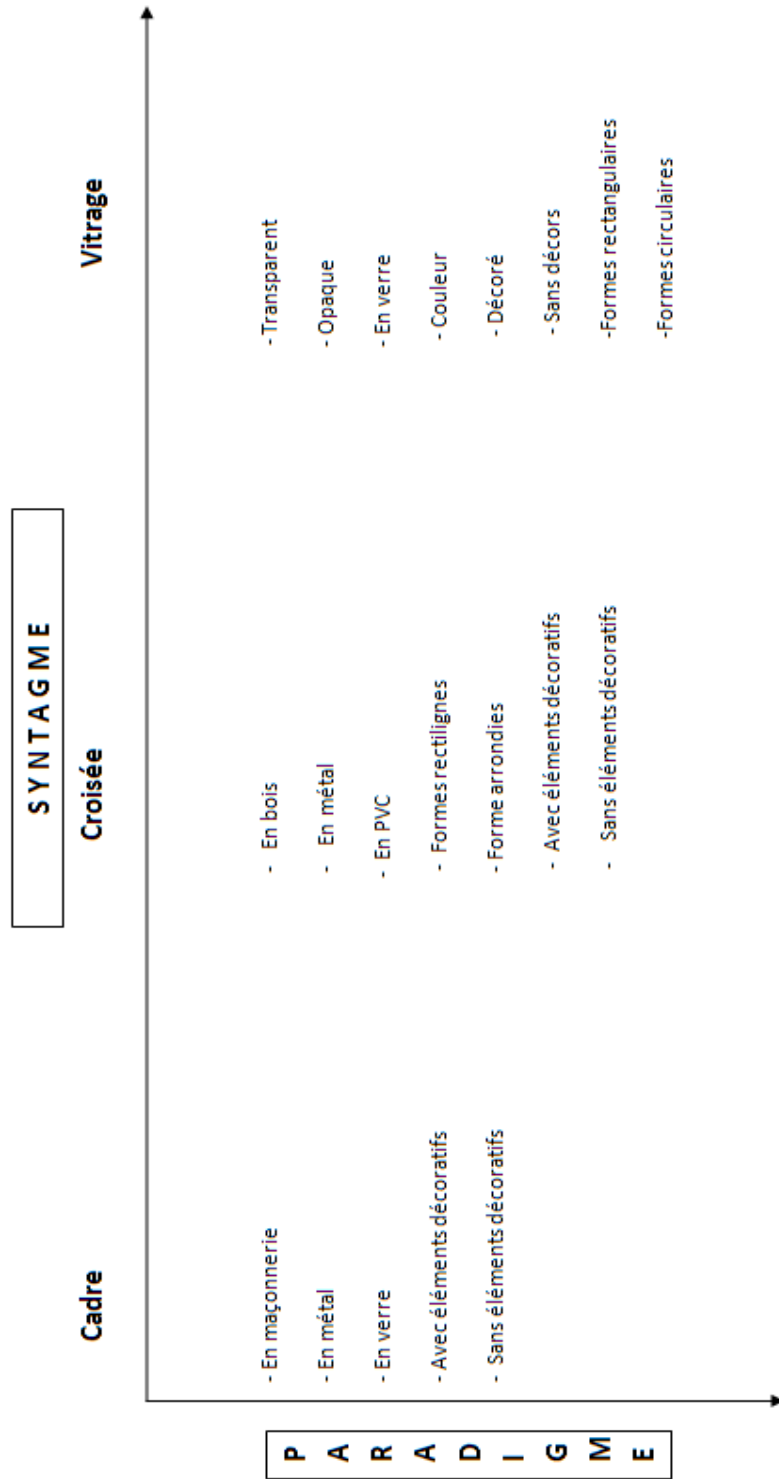 SYNTAGME
Cadre Croisée Vitrage
PARADIGME
- En maçonnerie
- En métal
- En verre
- Avec éléments décoratifs
- Sans éléments décoratifs
- En bois
- En métal
- En PVC
- Formes rectilignes
- Forme arrondies
- Avec éléments décoratifs
- Sans éléments décoratifs
- Transparent
- Opaque
- En verre
- Couleur
- Décoré
- Sans décors
-Formes rectangulaires
-Formes circulaires